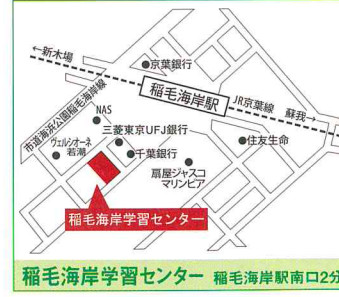 ←新木場
京葉銀行
稲毛海岸駅
JR京葉線
蘇我→
市道海浜公園稲毛海岸線
NAS
三菱東京UFJ銀行
千葉銀行
住友生命
ヴェルシオーネ
若潮
扇屋ジャスコ
マリンピア
稲毛海岸学習センター
稲毛海岸学習センター 稲毛海岸駅南口2分